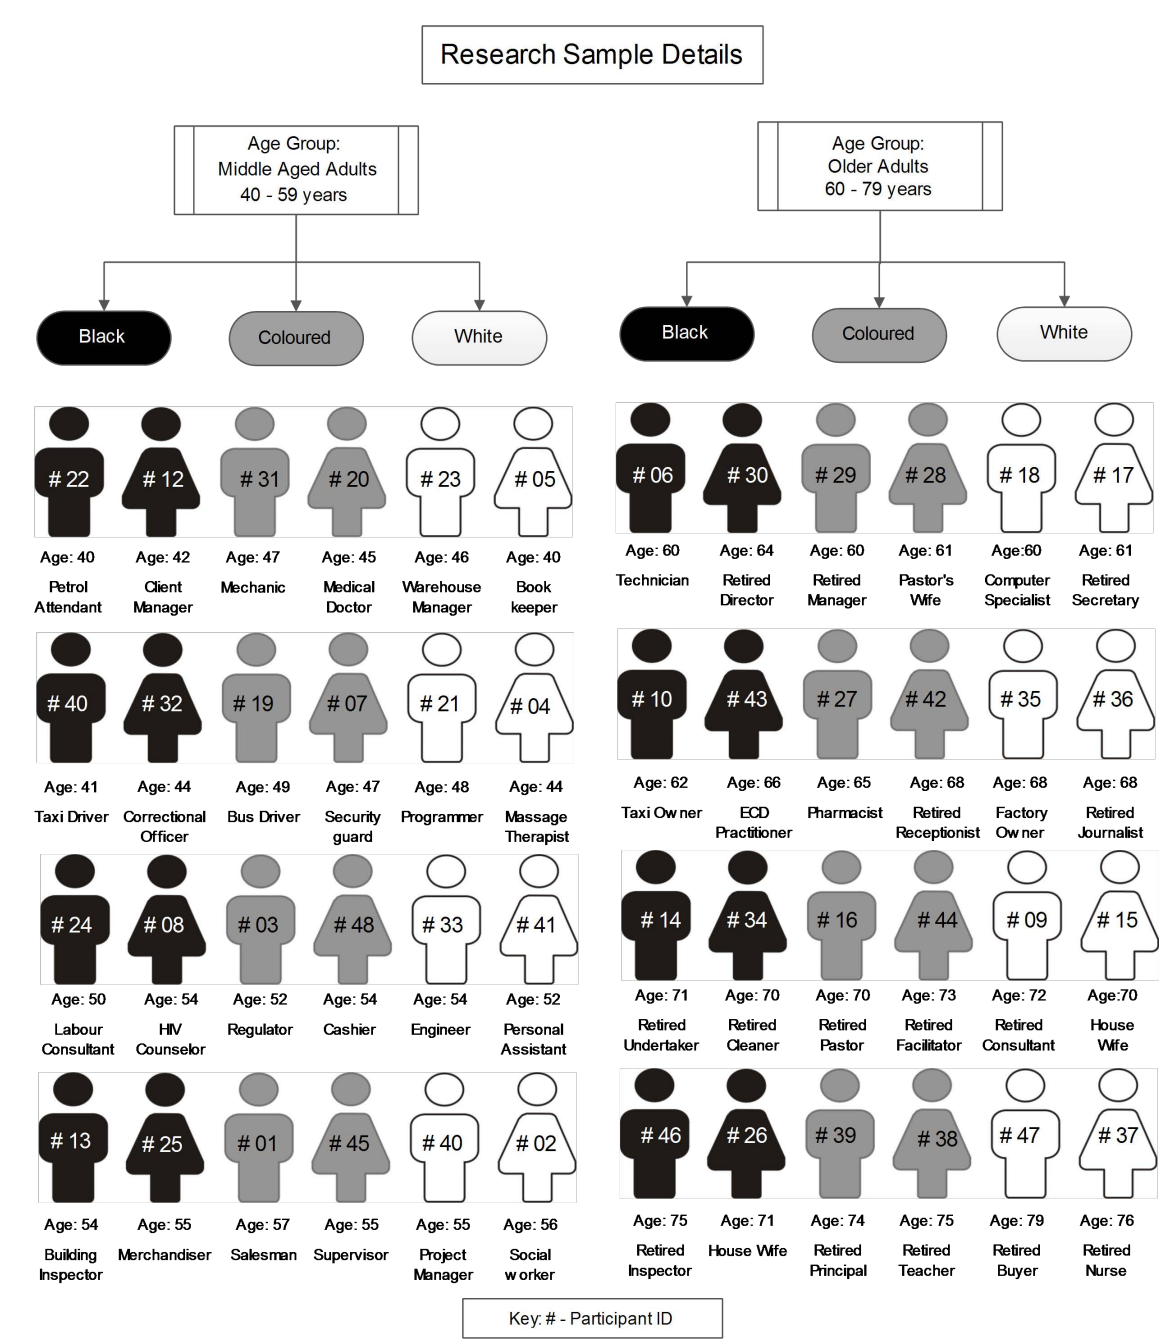 Research Sample Details
Age Group:
Middle Aged Adults
40 - 59 years
Age Group:
Older Adults
60 - 79 years
Black
Coloured
White
Black
Coloured
White
# 22 # 12 # 31 # 20 # 23 # 05
Age: 40 Age: 42 Age: 47 Age: 45 Age: 46 Age: 40
Petrol Client Mechanic Medical Warehouse Book
Attendant Manager Doctor Manager keeper
# 40 # 32 # 19 # 07 # 21 # 04
Age: 41 Age: 44 Age: 49 Age: 47 Age: 48 Age: 44
Taxi Driver Correctional Bus Driver Security Programmer Massage
Officer guard Therapist
# 24 # 08 # 03 # 48 # 33 # 41
Age: 50 Age: 54 Age: 52 Age: 54 Age: 54 Age: 52
Labour HIV Regulator Cashier Engineer Personal
Consultant Counselor Assistant
# 13 # 25 # 01 # 45 # 40 # 02
Age: 54 Age: 55 Age: 57 Age: 55 Age: 55 Age: 56
Building Merchandiser Salesman Supervisor Project Social
Inspector Manager worker
# 06 # 30 # 29 # 28 # 18 # 17
Age: 60 Age: 64 Age: 60 Age: 61 Age:60 Age: 61
Technician Retired Retired Pastor's Computer Retired
Director Manager Wife Specialist Secretary
# 10 # 43 # 27 # 42 # 35 # 36
Age: 62 Age: 66 Age: 65 Age: 68 Age: 68 Age: 68
Taxi Owner ECD Pharmacist Retired Factory Retired
Practitioner Receptionist Owner Journalist
# 14 # 34 # 16 # 44 # 09 # 15
Age: 71 Age: 70 Age: 70 Age: 73 Age: 72 Age:70
Retired Retired Retired Retired Retired House
Undertaker Cleaner Pastor Facilitator Consultant Wife
# 46 # 26 # 39 # 38 # 47 # 37
Age: 75 Age: 71 Age: 74 Age: 75 Age: 79 Age: 76
Retired House Wife Retired Retired Retired Retired
Inspector Principal Teacher Buyer Nurse
Key: # - Participant ID